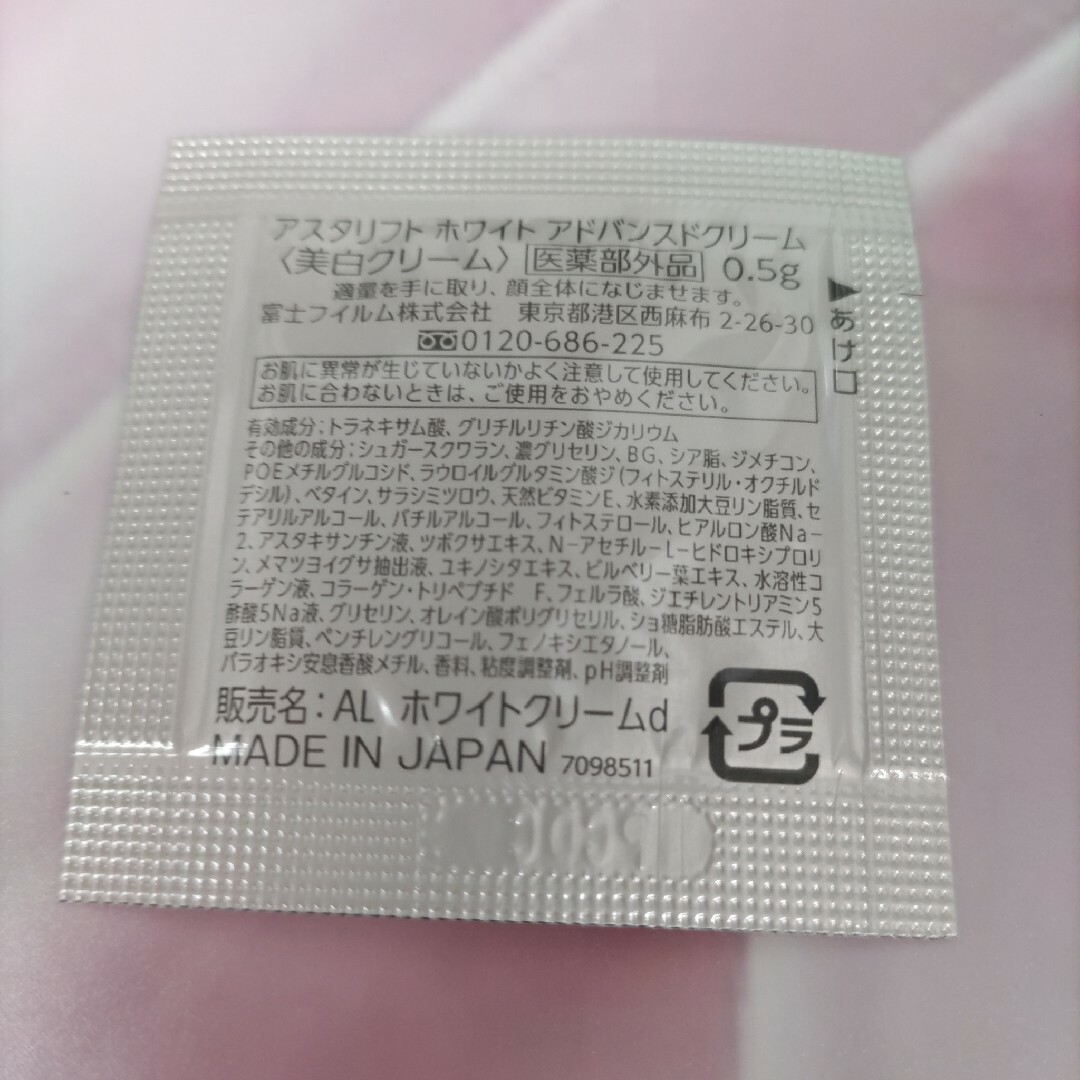 アスタリフト ホワイト アドバンスドクリーム
〈美白クリーム〉 医薬部外品 0.5g
適量を手に取り、顔全体になじませます。
富士フイルム株式会社 東京都港区西麻布 2-26-30
0120-686-225
あけ口
お肌に異常が生じていないかよく注意して使用してください。
お肌に合わないときは、ご使用をおやめください。
有効成分:トラネキサム酸、グリチルリチン酸ジカリウム
その他の成分:シュガースクワラン、濃グリセリン、BG、シア脂、ジメチコン、
POEメチルグルコシド、ラウロイルグルタミン酸ジ(フィトステリル・オクチルド
デシル)、ベタイン、サラシミツロウ、天然ビタミンE、水素添加大豆リン脂質、セ
テアリルアルコール、バチルアルコール、フィトステロール、ヒアルロン酸Na-
2、アスタキサンチン液、ツボクサエキス、N-アセチル-L-ヒドロキシプロリ
ン、メマツヨイグサ抽出液、ユキノシタエキス、ビルベリー葉エキス、水溶性コ
ラーゲン液、コラーゲン・トリペプチド F、フェルラ酸、ジエチレントリアミン5
酢酸5Na液、グリセリン、オレイン酸ポリグリセリル、ショ糖脂肪酸エステル、大
豆リン脂質、ペンチレングリコール、フェノキシエタノール、
パラオキシ安息香酸メチル、香料、粘度調整剤、pH調整剤
販売名:AL ホワイトクリームd
MADE IN JAPAN 7098511
プラ